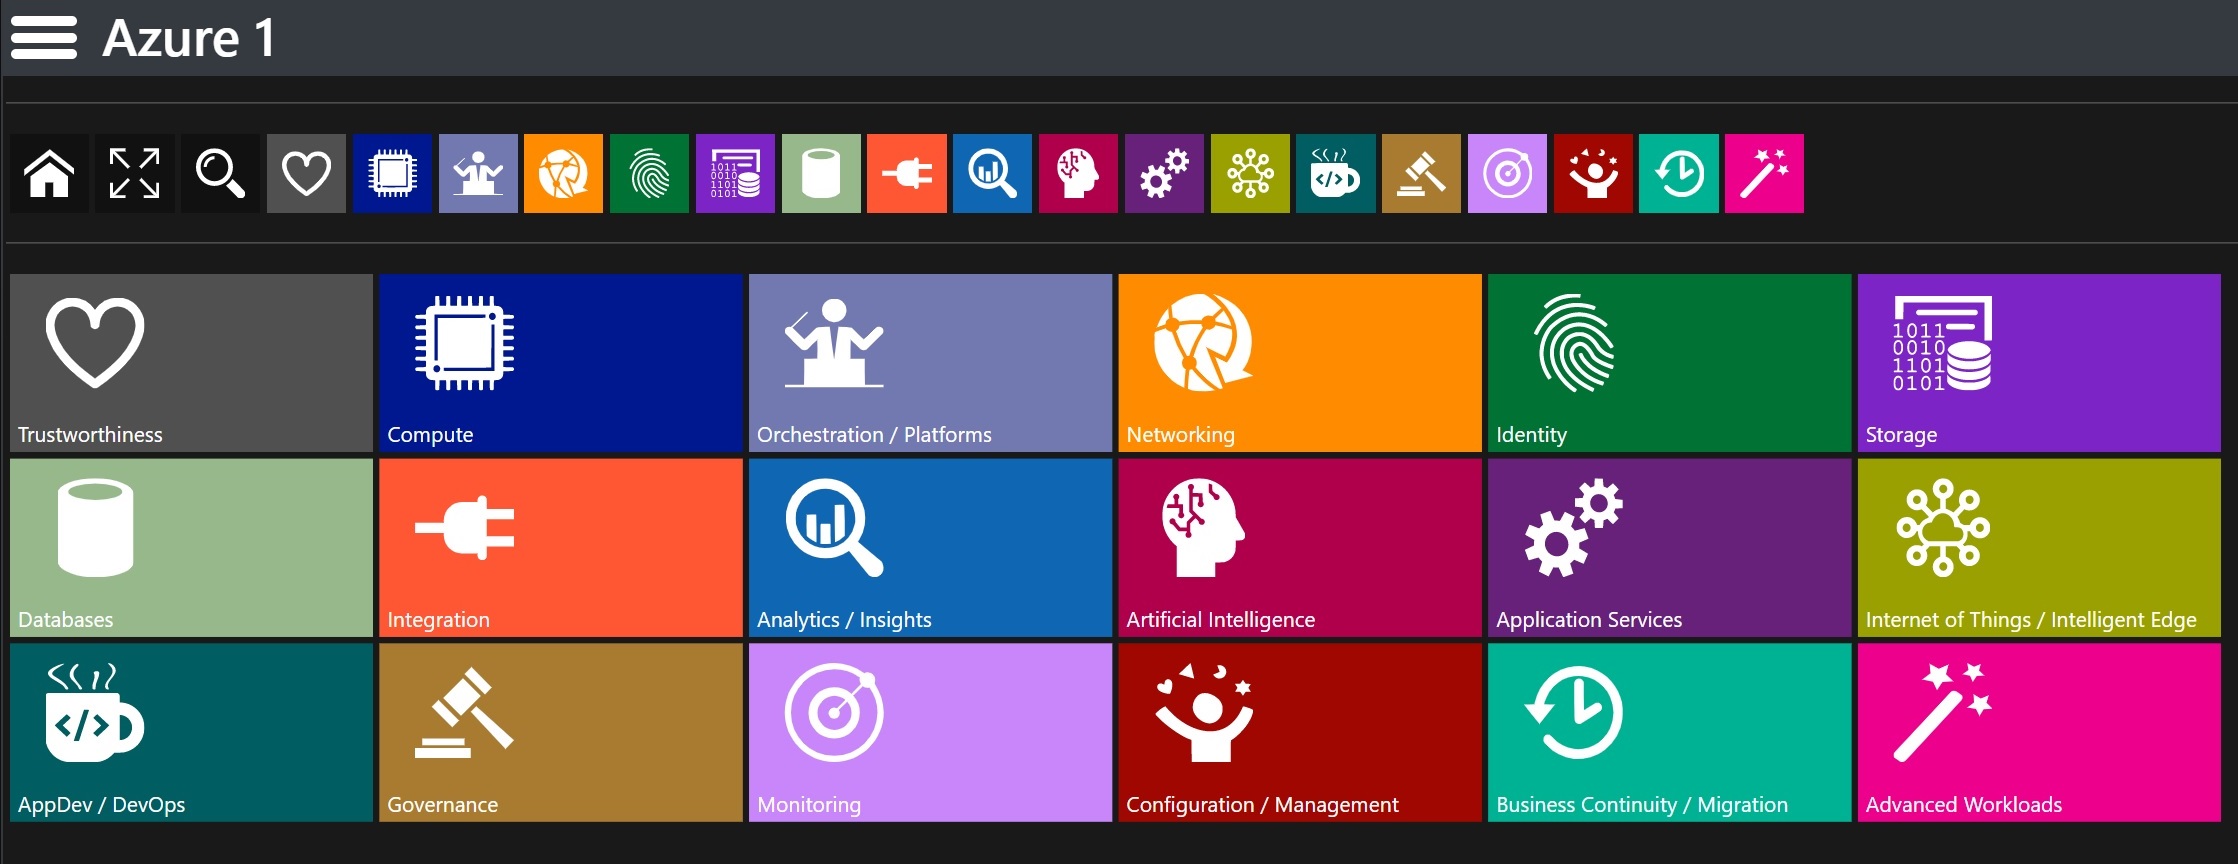 Azure 1
1011
0010
1101
0101
</>
Trustworthiness
Compute
Orchestration / Platforms
Networking
Identity
1011
0010
1101
0101
Storage
Databases
Integration
Analytics / Insights
Artificial Intelligence
Application Services
Internet of Things / Intelligent Edge
</>
AppDev / DevOps
Governance
Monitoring
Configuration / Management
Business Continuity / Migration
Advanced Workloads